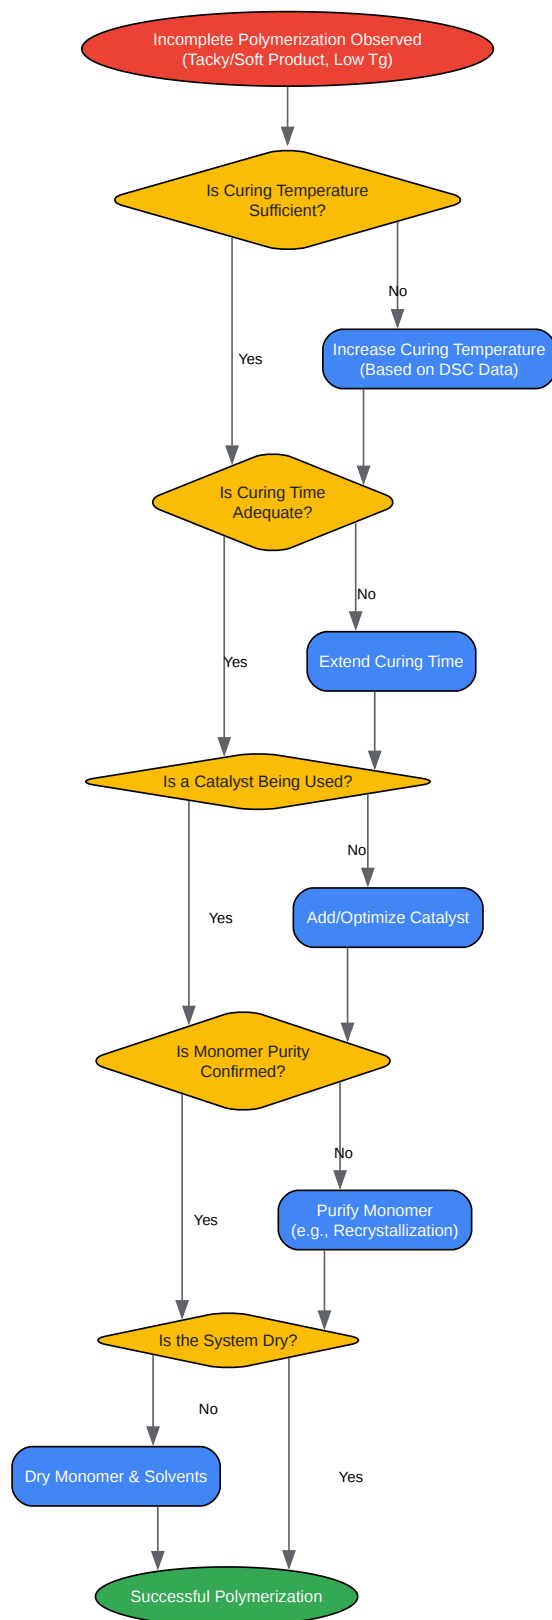 Incomplete Polymerization Observed
(Tacky/Soft Product, Low Tg)
Is Curing Temperature
Sufficient?
No
Yes
Increase Curing Temperature
(Based on DSC Data)
Is Curing Time
Adequate?
No
Yes
Extend Curing Time
Is a Catalyst Being Used?
No
Yes
Add/Optimize Catalyst
Is Monomer Purity
Confirmed?
No
Yes
Purify Monomer
(e.g., Recrystallization)
Is the System Dry?
No
Yes
Dry Monomer & Solvents
Successful Polymerization